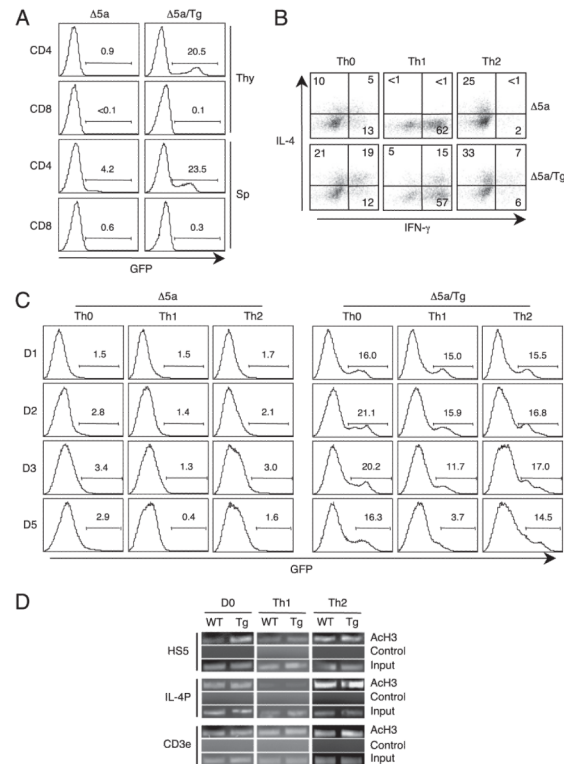 A
Δ5a Δ5a/Tg
CD4 0.9 20.5
Thy
CD8 <0.1 0.1
CD4 4.2 23.5
Sp
CD8 0.6 0.3
GFP
B
Th0 Th1 Th2
10 5 <1 <1 25 <1
Δ5a
13 62 2
IL-4
21 19 5 15 33 7
Δ5a/Tg
12 57 6
IFN-γ
C
Δ5a Δ5a/Tg
Th0 Th1 Th2 Th0 Th1 Th2
D1 1.5 1.5 1.7 16.0 15.0 15.5
D2 2.8 1.4 2.1 21.1 15.9 16.8
D3 3.4 1.3 3.0 20.2 11.7 17.0
D5 2.9 0.4 1.6 16.3 3.7 14.5
GFP
D
D0 Th1 Th2
WT Tg WT Tg WT Tg
AcH3
HS5 Control
Input
AcH3
IL-4P Control
Input
AcH3
CD3e Control
Input